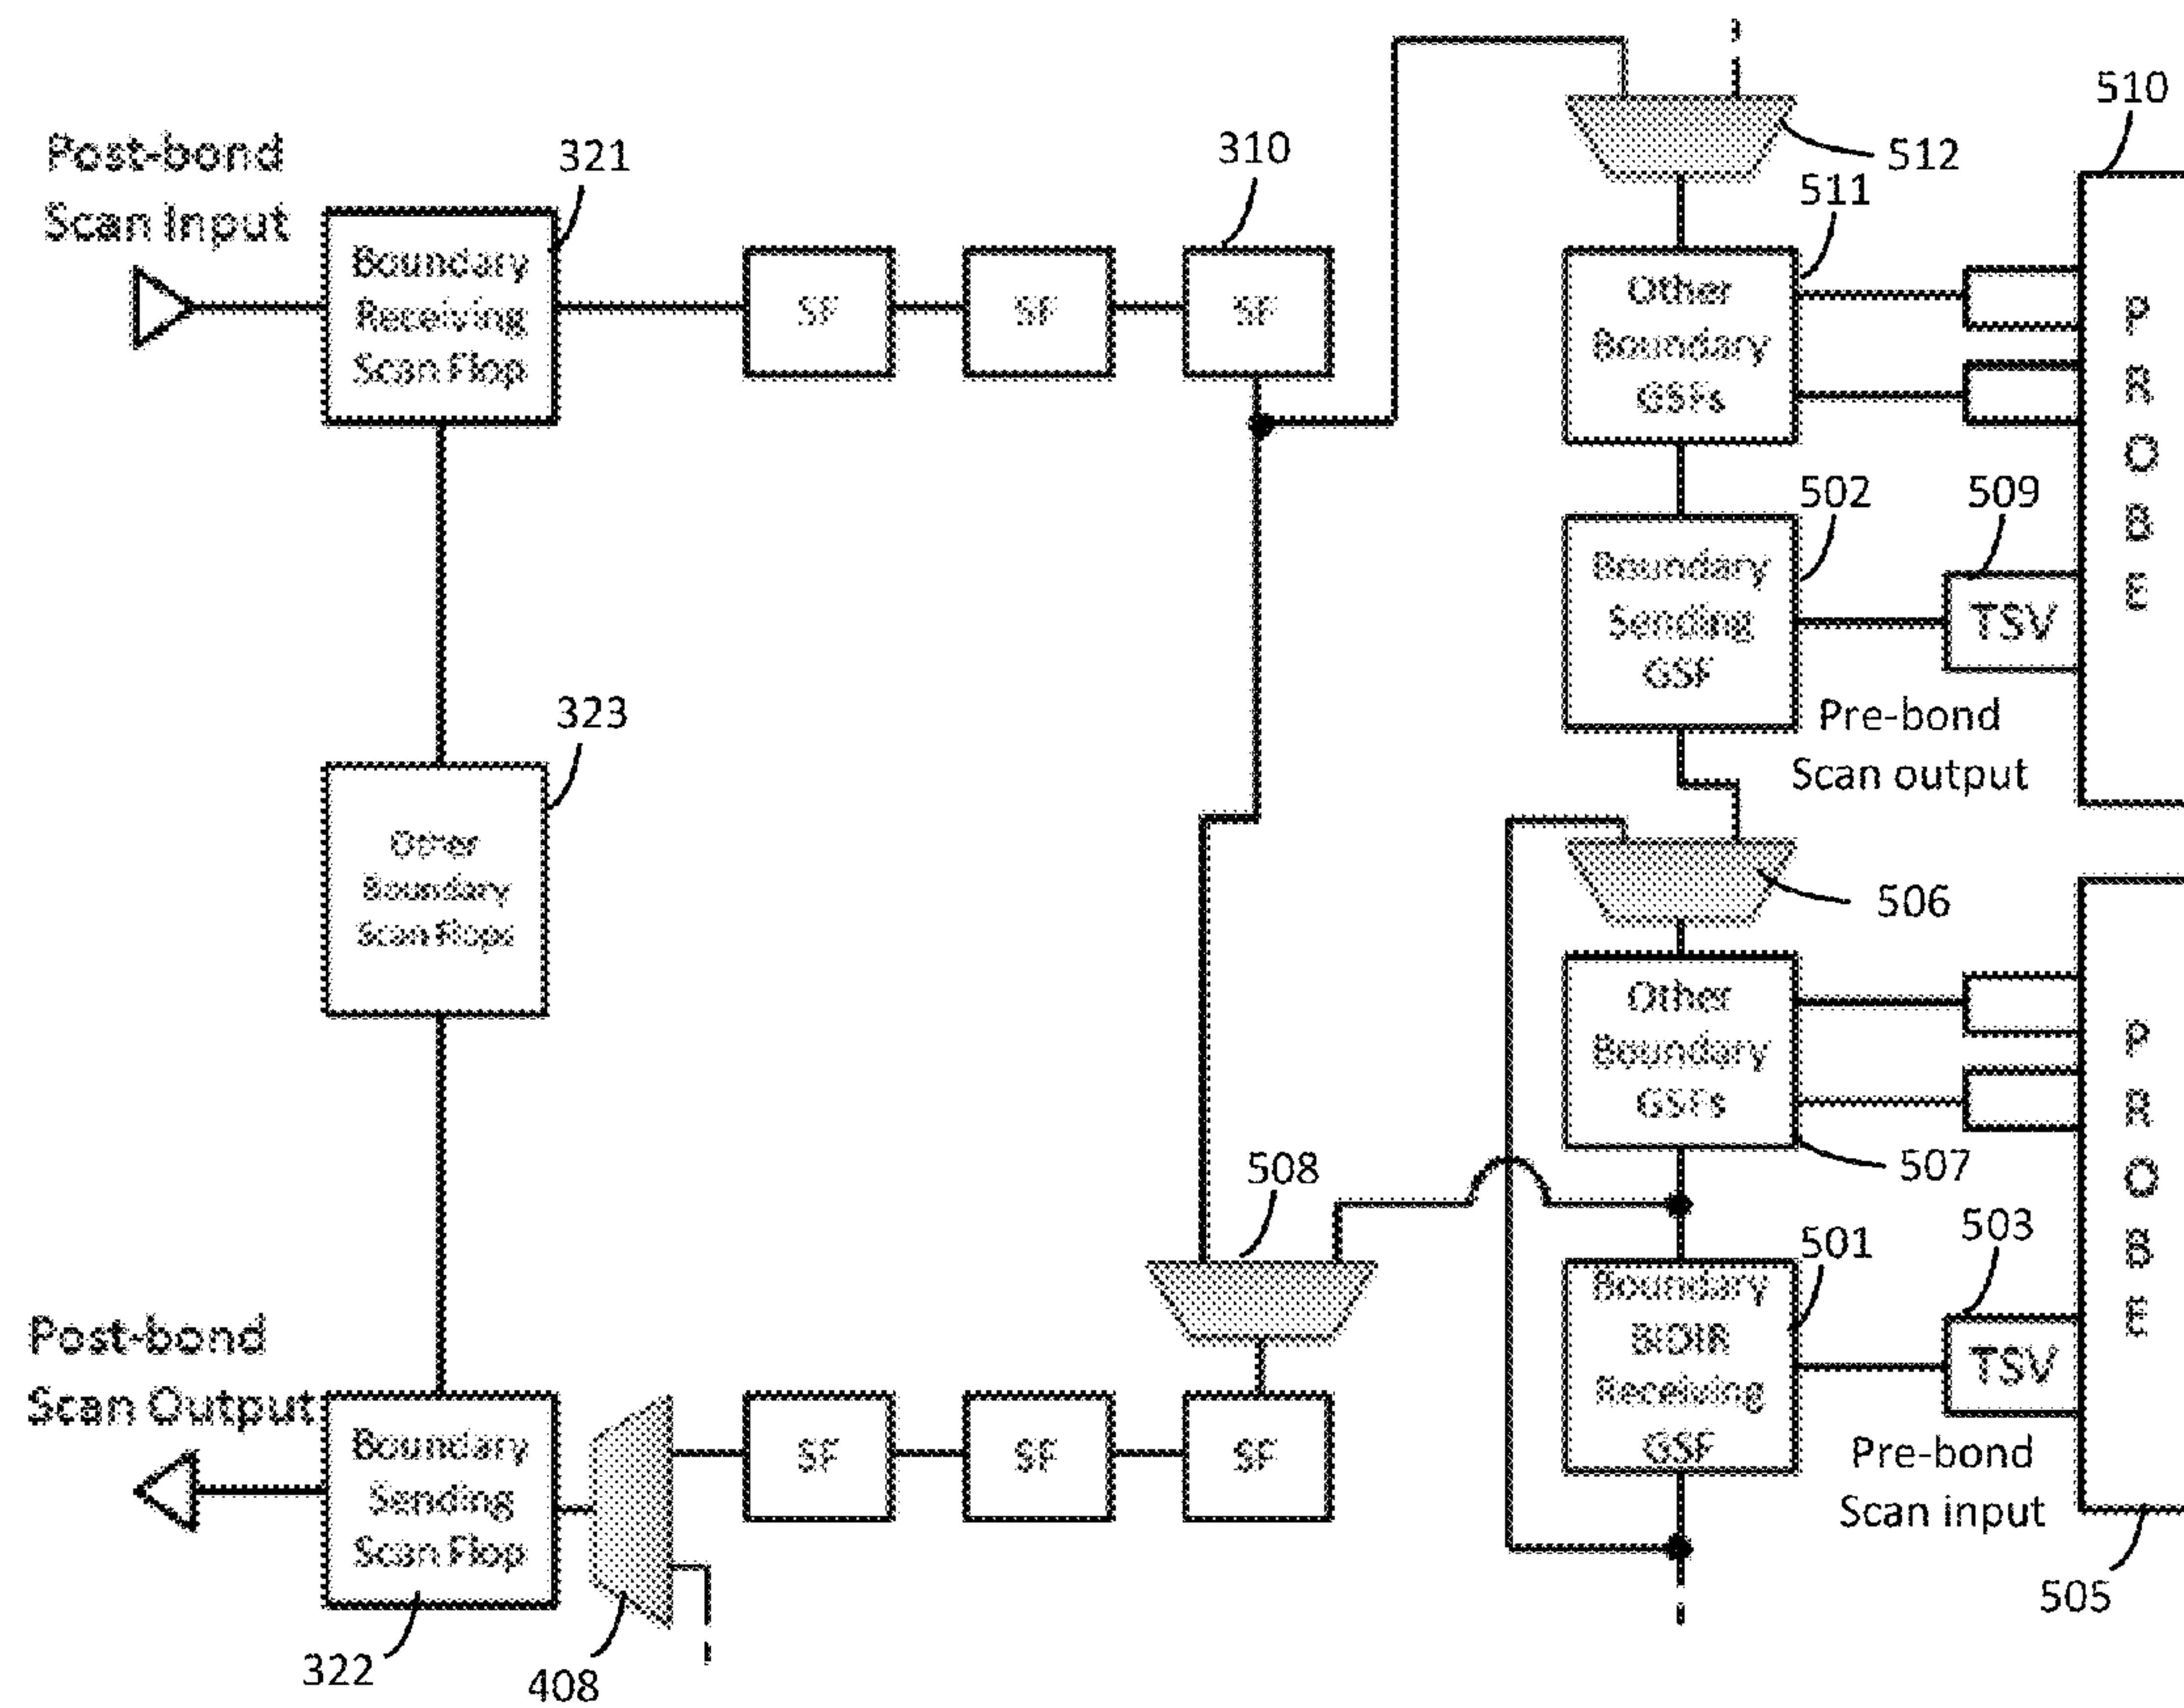 510
Post-bond
Scan Input
321
310
512
511
Boundary
Receiving
Scan Flop
SF
SF
SF
Other
Boundary
GSFs
P
R
O
B
E
502
509
Boundary
Sending
GSF
TSV
Pre-bond
Scan output
323
Other
Boundary
Scan Flops
506
Other
Boundary
GSFs
507
P
R
O
B
E
508
501
503
Boundary
BIDIR
Receiving
GSF
TSV
Pre-bond
Scan input
505
Post-bond
Scan Output
Boundary
Sending
Scan Flop
SF
SF
SF
322
408